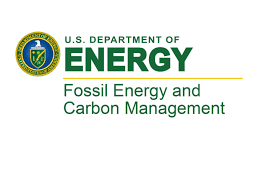 U.S. DEPARTMENT OF
ENERGY
Fossil Energy and
Carbon Management